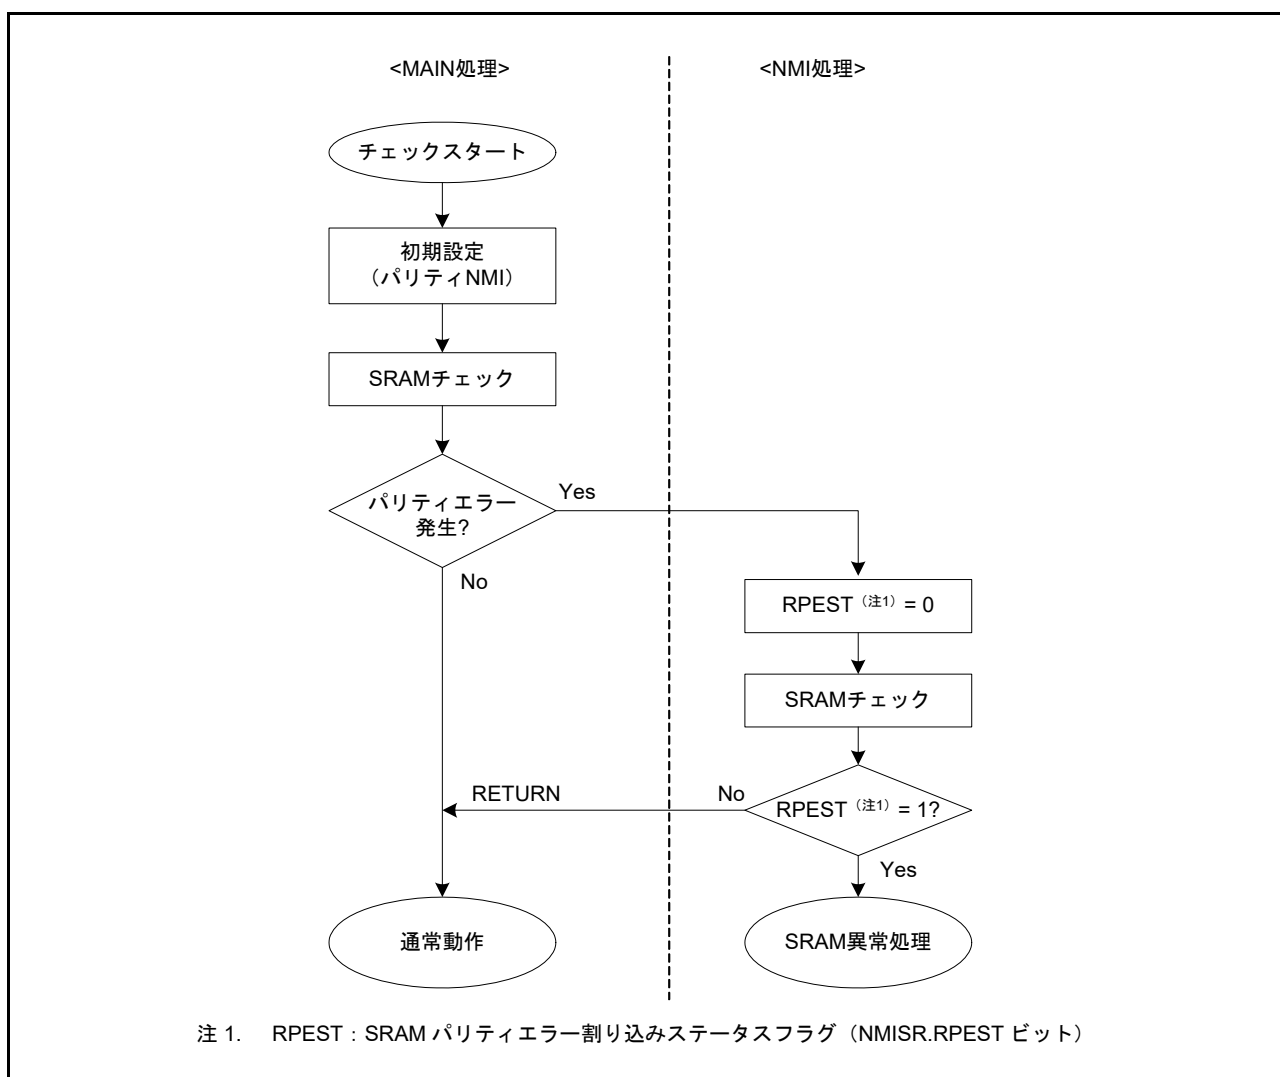 <MAIN処理>
<NMI処理>
チェックスタート
初期設定
（パリティNMI）
SRAMチェック
パリティエラー
発生?
Yes
No
RPEST（注1） = 0
SRAMチェック
RPEST（注1） = 1?
No
RETURN
Yes
通常動作
SRAM異常処理
注 1. RPEST：SRAM パリティエラー割り込みステータスフラグ（NMISR.RPEST ビット）